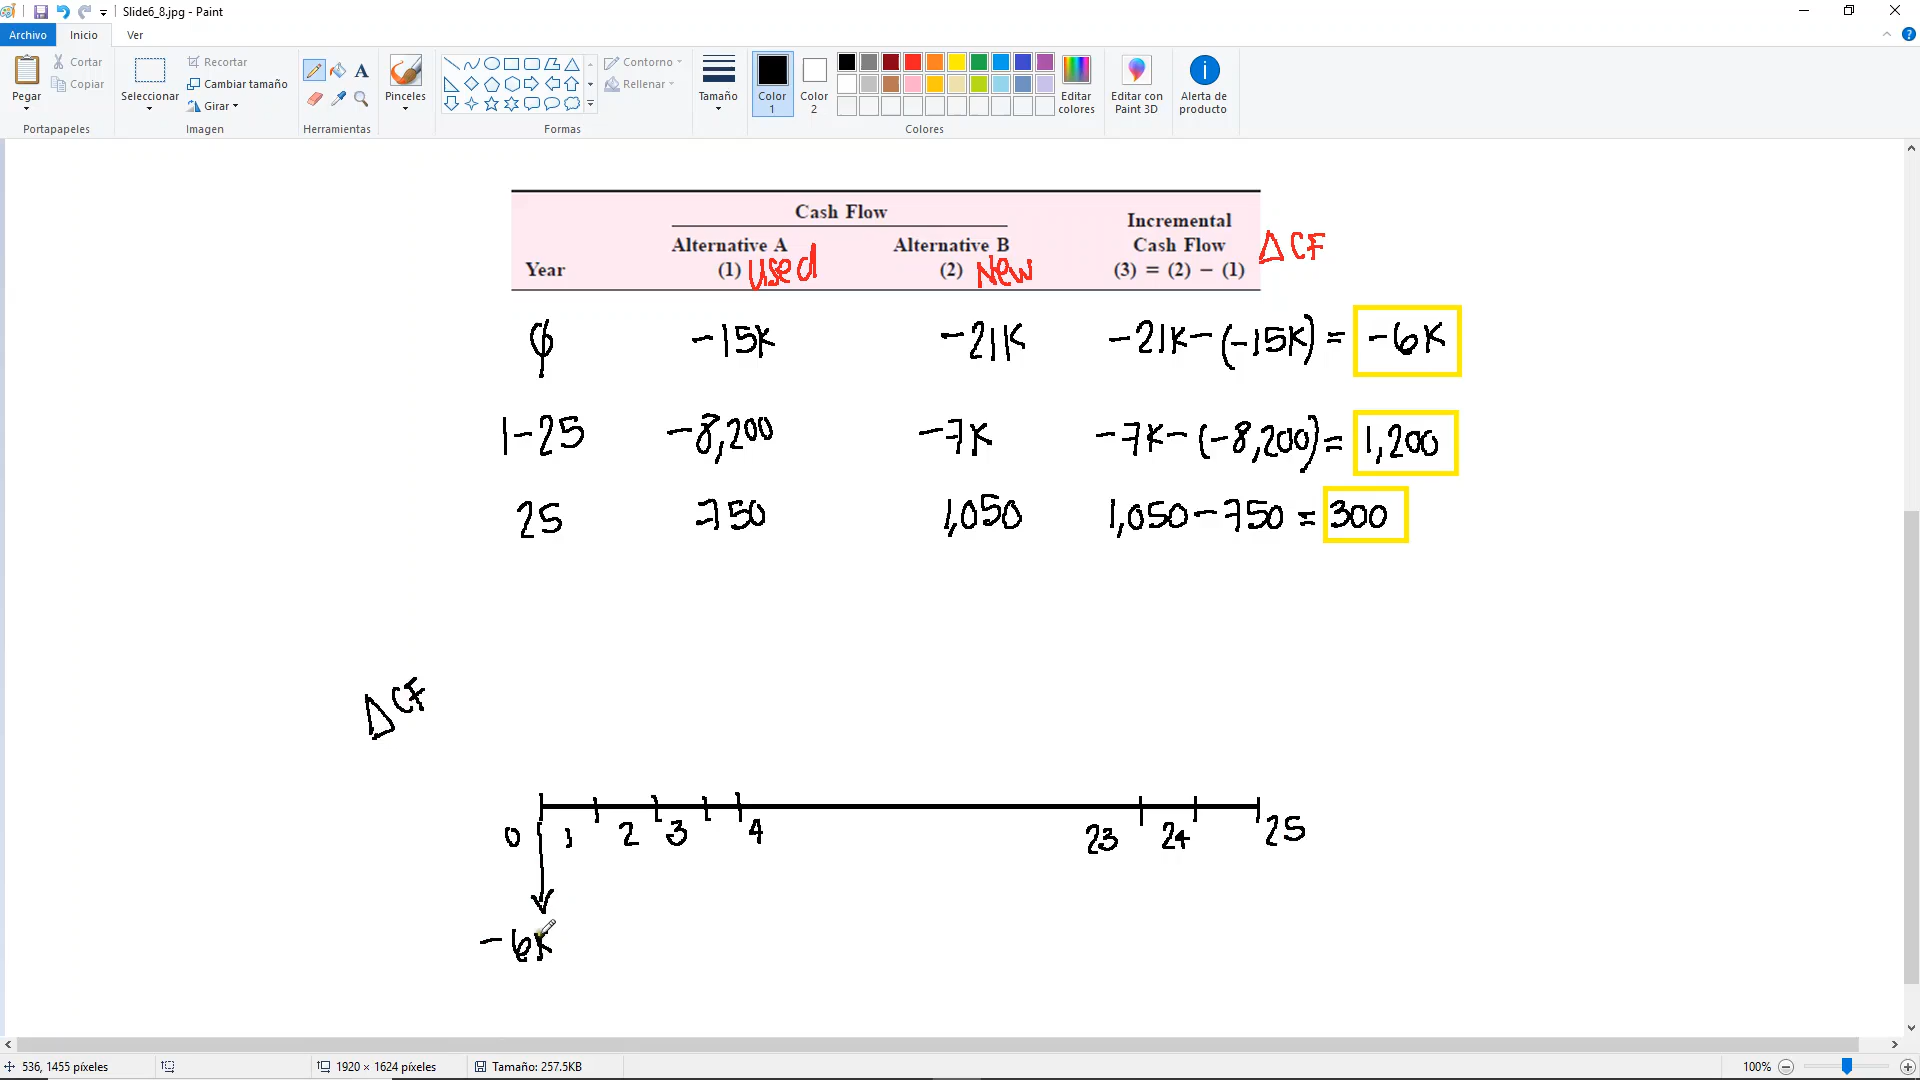 Slide6_8.jpg - Paint
Archivo Inicio Ver
Pegar
Cortar
Copiar
Portapapeles
Seleccionar
Recortar
Cambiar tamaño
Girar
Imagen
A
Herramientas
Pinceles
Contorno
Rellenar
Formas
Tamaño
Color
1
Color
2
Editar
colores
Colores
Editar con
Paint 3D
Alerta de
producto
Cash Flow
Incremental
Alternative A Alternative B Cash Flow ΔCF
Year (1) Used (2) New (3) = (2) − (1)
0 -15K -21K -21K-(-15K) = -6K
1-25 -8,200 -7K -7K-(-8,200) = 1,200
25 750 1,050 1,050-750 = 300
ΔCF
0 1 2 3 4 23 24 25
-6K
536, 1455 píxeles 1920 × 1624 píxeles Tamaño: 257.5KB 100%